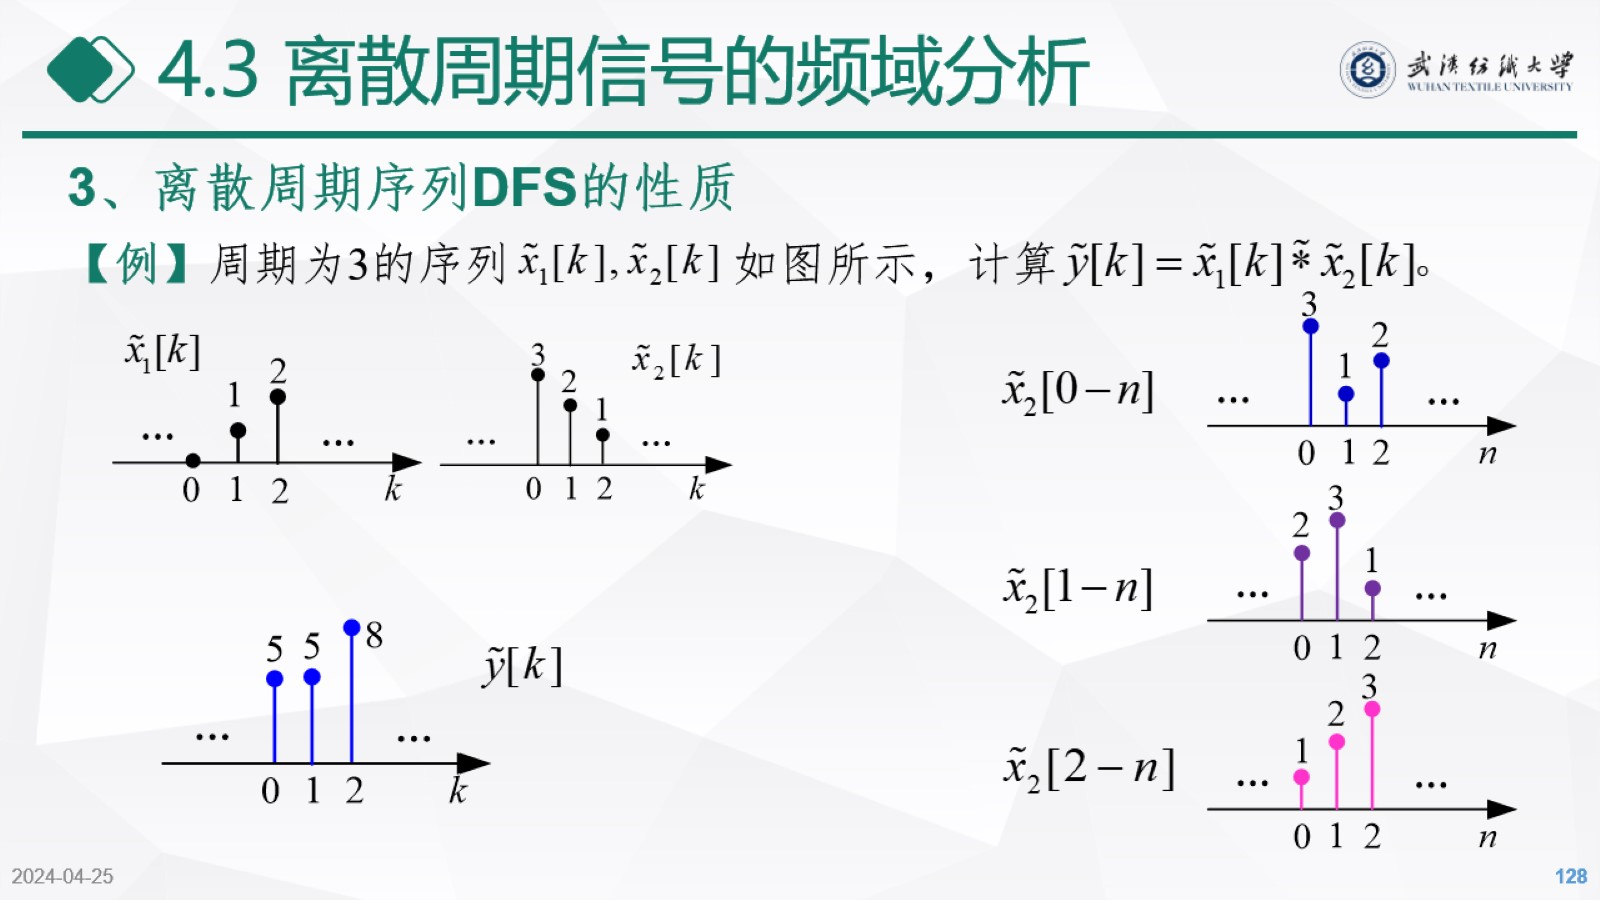 4.3 离散周期信号的频域分析
武汉纺织大学
WUHAN TEXTILE UNIVERSITY
3、离散周期序列DFS的性质
【例】周期为3的序列 x̃₁[k], x̃₂[k] 如图所示，计算 ỹ[k] = x̃₁[k] *̃ x̃₂[k]。
x̃₁[k]
1 2
... ...
0 1 2 k
x̃₂[k]
3 2 1
... ...
0 1 2 k
x̃₂[0−n]
3 1 2
... ...
0 1 2 n
x̃₂[1−n]
2 3 1
... ...
0 1 2 n
ỹ[k]
5 5 8
... ...
0 1 2 k
x̃₂[2−n]
1 2 3
... ...
0 1 2 n
2024-04-25
128